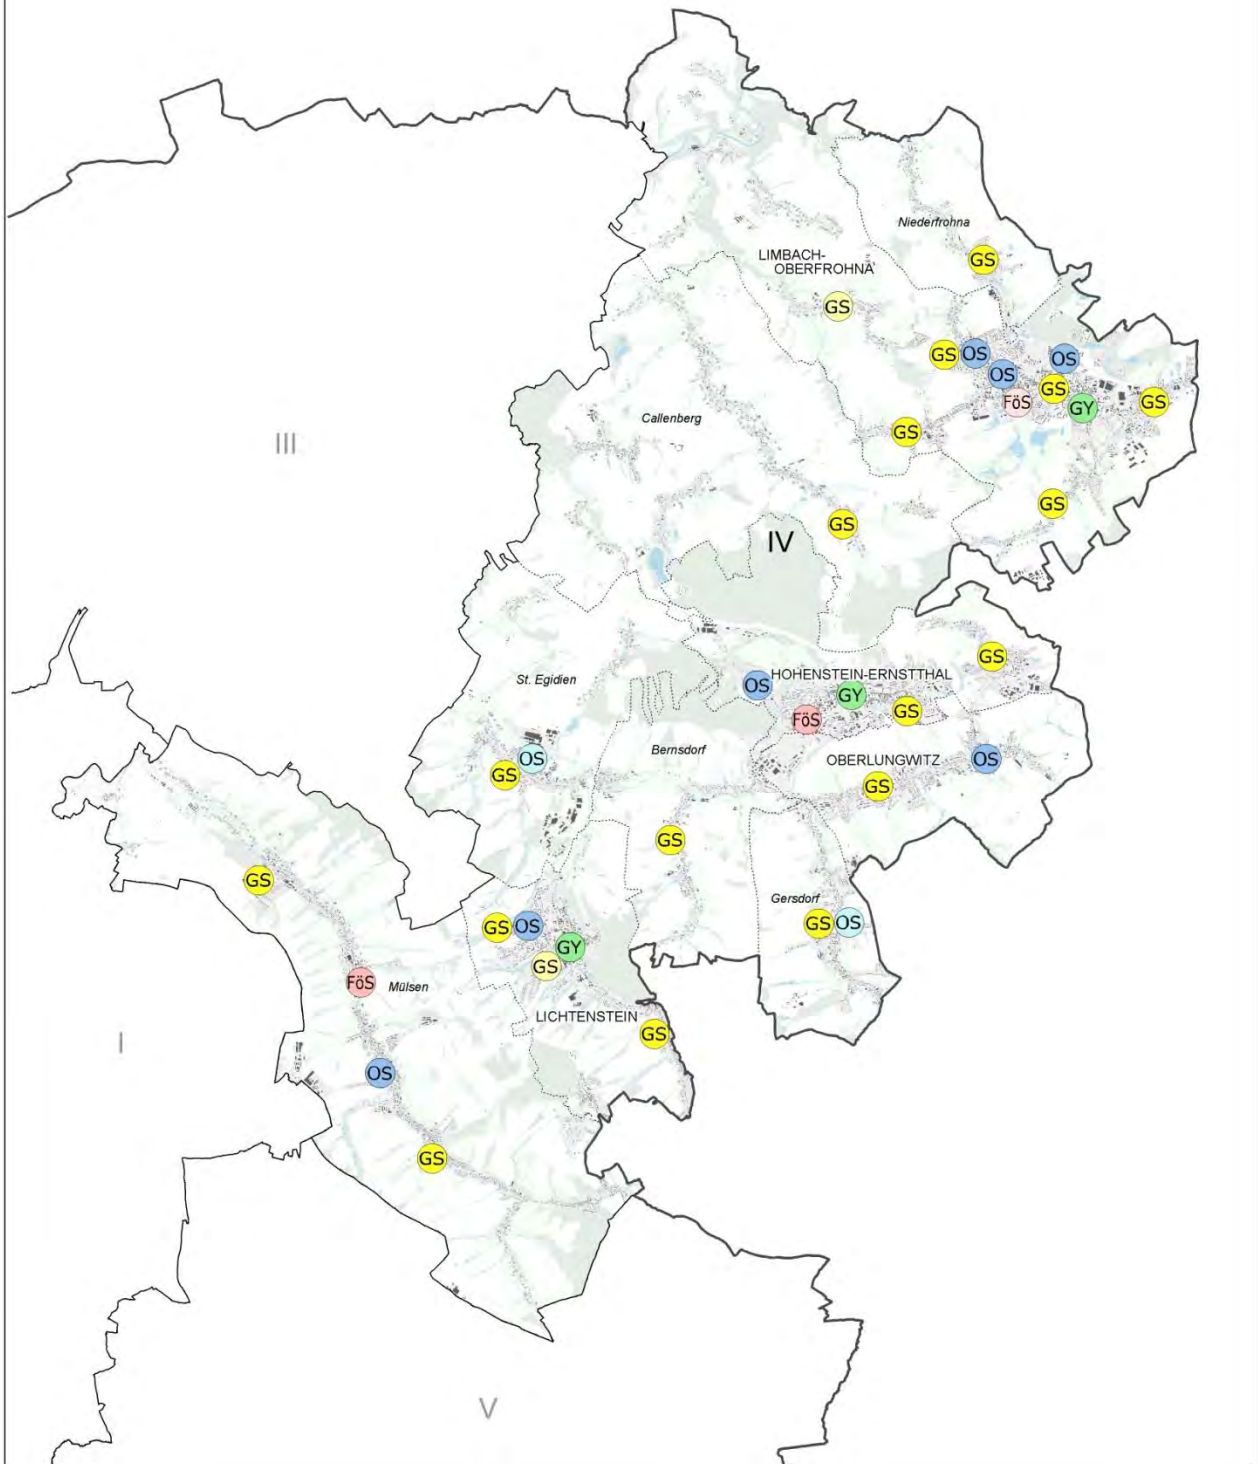 Niederfrohna
GS
LIMBACH-
OBERFROHNA
GS
GS
OS
OS
OS
GS
FöS
GY
GS
Callenberg
GS
III
GS
GS
IV
GS
HOHENSTEIN-ERNSTTHAL
St. Egidien
OS
GY
FöS
GS
Bernsdorf
OBERLUNGWITZ
OS
OS
GS
GS
GS
GS
Gersdorf
GS
OS
GS
OS
GY
GS
FöS
Mülsen
LICHTENSTEIN
GS
I
OS
GS
V